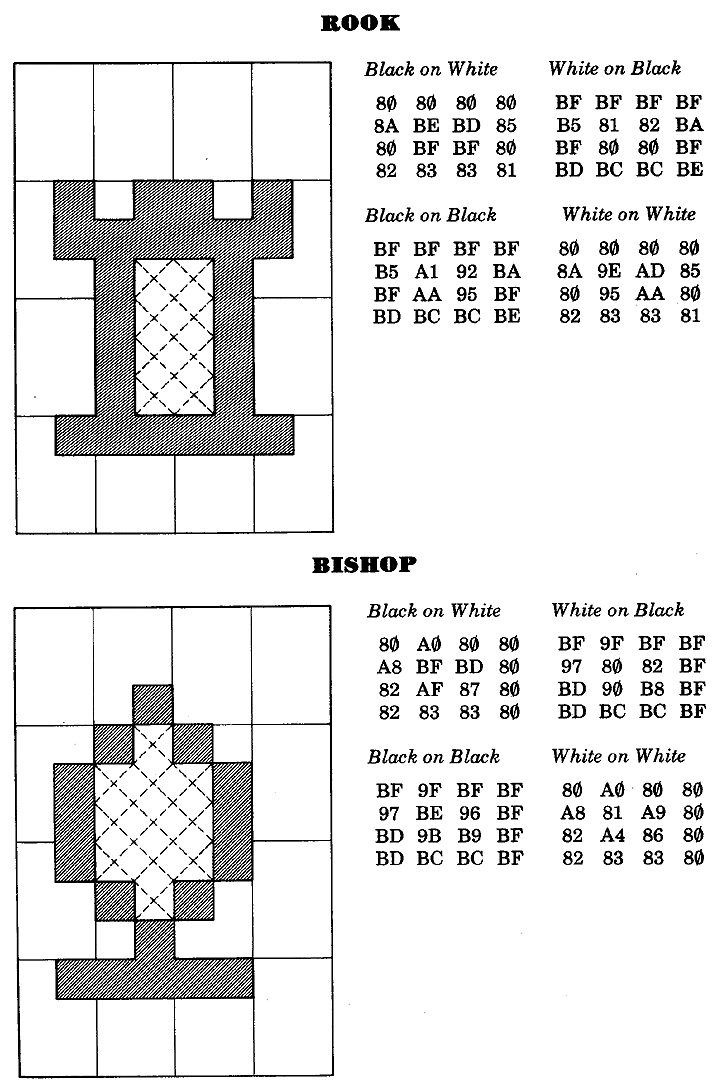 ROOK
Black on White
8Ø 8Ø 8Ø 8Ø
8A BE BD 85
8Ø BF BF 8Ø
82 83 83 81
White on Black
BF BF BF BF
B5 81 82 BA
BF 8Ø 8Ø BF
BD BC BC BE
Black on Black
BF BF BF BF
B5 A1 92 BA
BF AA 95 BF
BD BC BC BE
White on White
8Ø 8Ø 8Ø 8Ø
8A 9E AD 85
8Ø 95 AA 8Ø
82 83 83 81
BISHOP
Black on White
8Ø AØ 8Ø 8Ø
A8 BF BD 8Ø
82 AF 87 8Ø
82 83 83 8Ø
White on Black
BF 9F BF BF
97 8Ø 82 BF
BD 9Ø B8 BF
BD BC BC BF
Black on Black
BF 9F BF BF
97 BE 96 BF
BD 9B B9 BF
BD BC BC BF
White on White
8Ø AØ 8Ø 8Ø
A8 81 A9 8Ø
82 A4 86 8Ø
82 83 83 8Ø